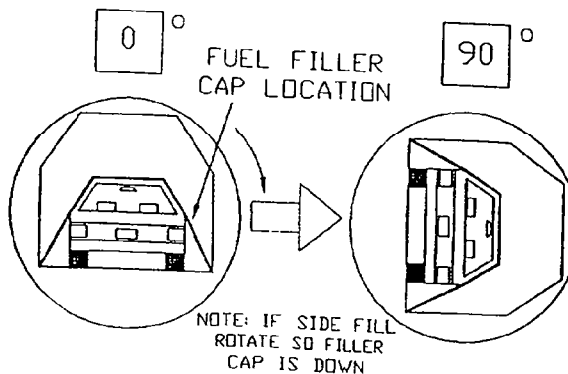 0°
90°
FUEL FILLER
CAP LOCATION
NOTE: IF SIDE FILL
ROTATE SO FILLER
CAP IS DOWN